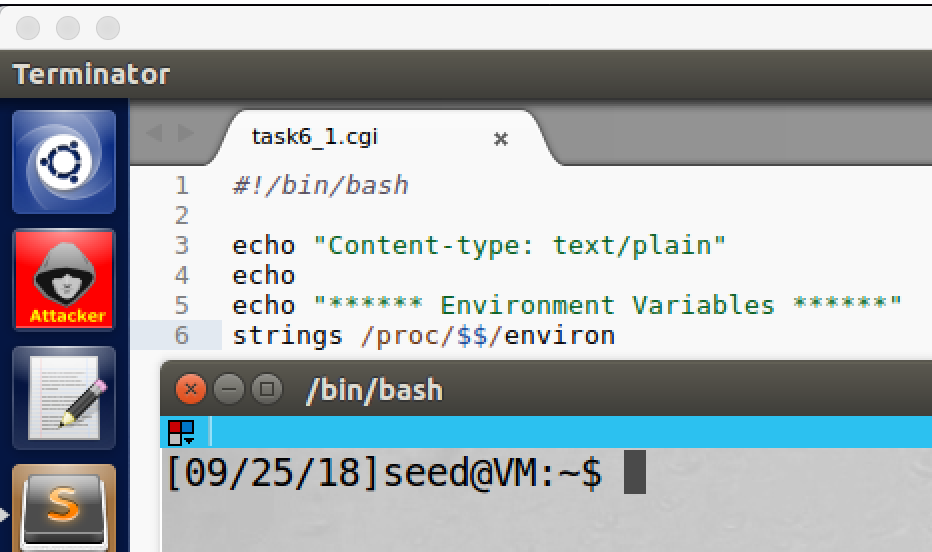 Terminator
task6_1.cgi
1 #!/bin/bash
2
3 echo "Content-type: text/plain"
4 echo
5 echo "****** Environment Variables ******"
6 strings /proc/$$/environ
Attacker
/bin/bash
S
[09/25/18]seed@VM:~$